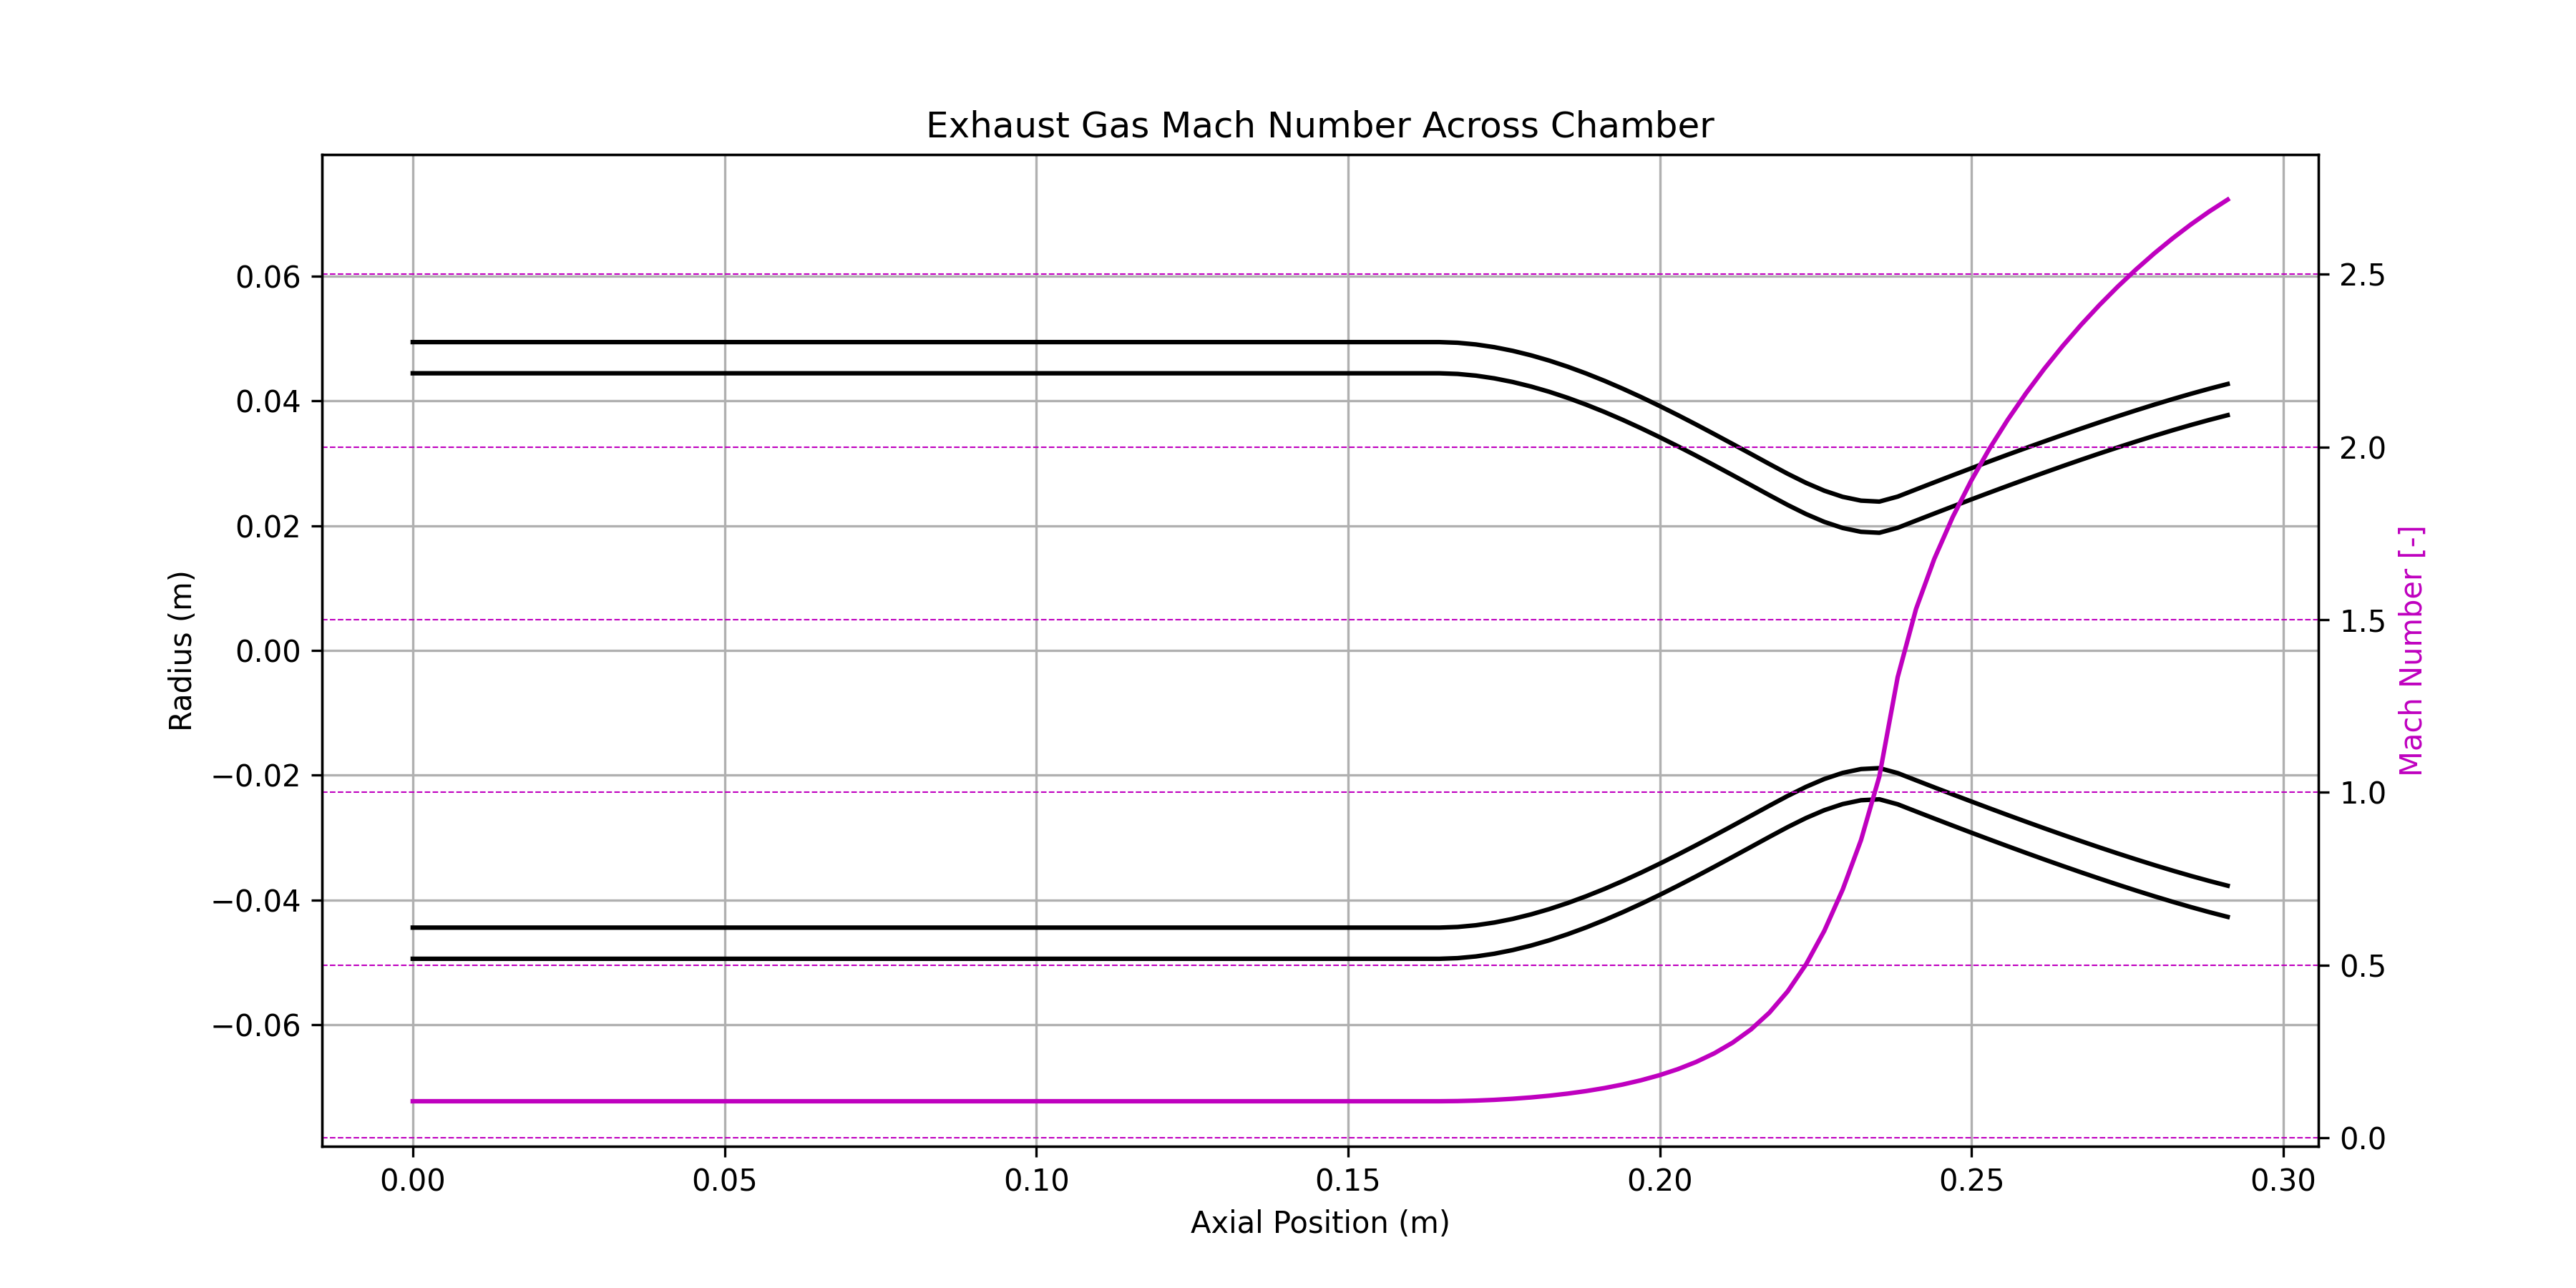 Exhaust Gas Mach Number Across Chamber
0.06
0.04
0.02
0.00
−0.02
−0.04
−0.06
Radius (m)
2.5
2.0
1.5
1.0
0.5
0.0
Mach Number [-]
0.00 0.05 0.10 0.15 0.20 0.25 0.30
Axial Position (m)